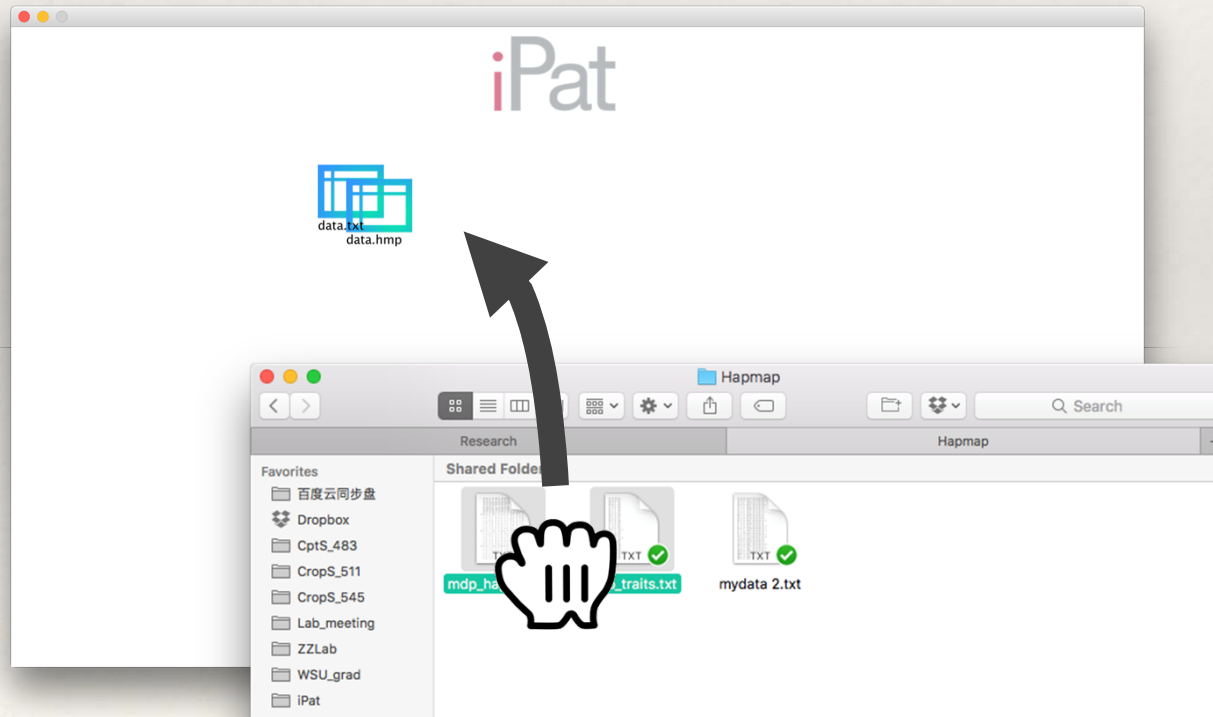 iPat
data.txt
data.hmp
Hapmap
Search
Research
Hapmap
Favorites
Shared Folder
百度云同步盘
Dropbox
CptS_483
CropS_511
CropS_545
Lab_meeting
ZZLab
WSU_grad
iPat
TXT
TXT
mdp_ha
_traits.txt
mydata 2.txt